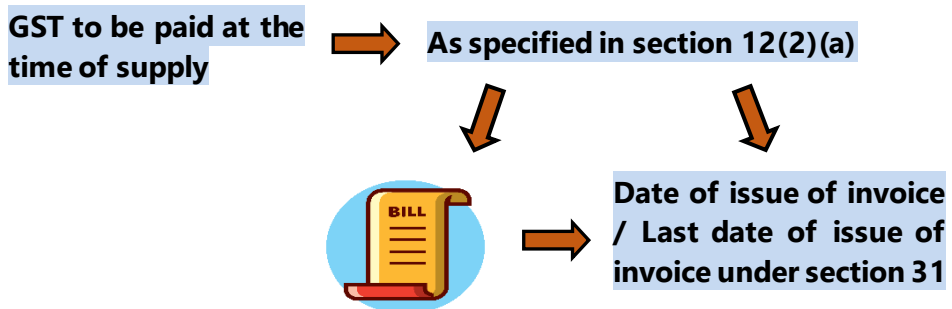 GST to be paid at the
time of supply
As specified in section 12(2)(a)
BILL
Date of issue of invoice
/ Last date of issue of
invoice under section 31